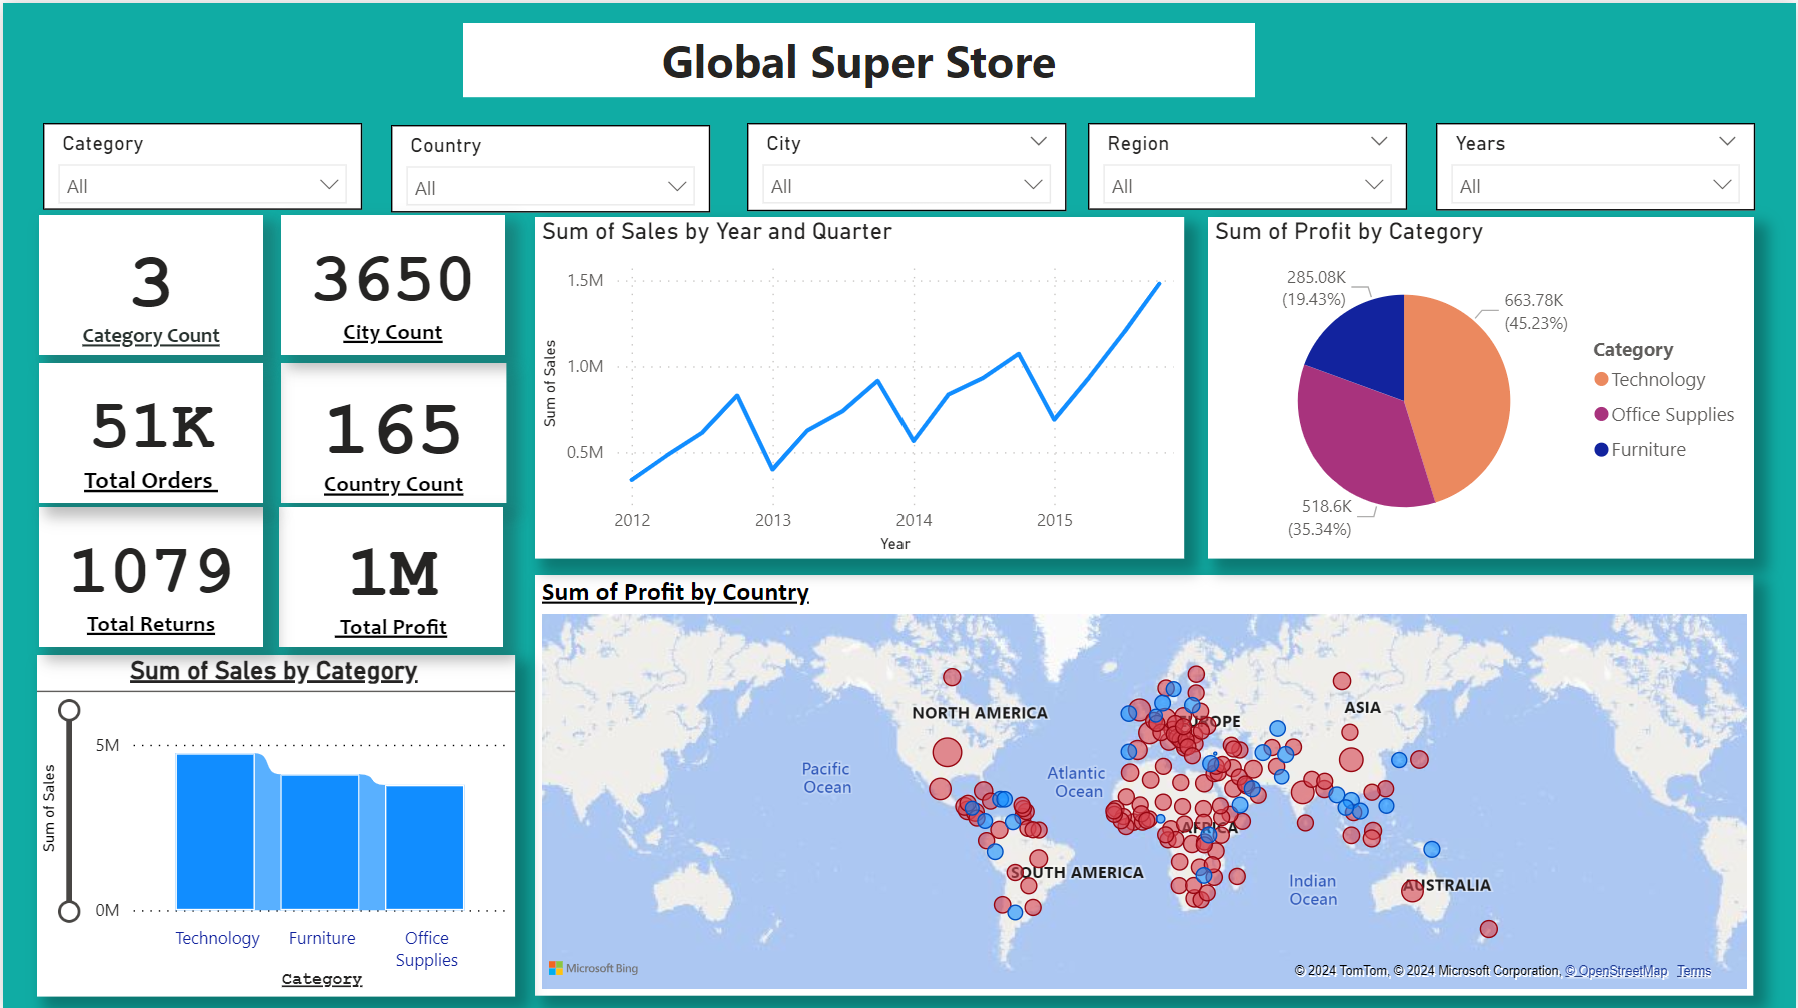 Global Super Store
Category
All
Country
All
City
All
Region
All
Years
All
3
Category Count
3650
City Count
51K
Total Orders
165
Country Count
1079
Total Returns
1M
Total Profit
Sum of Sales by Year and Quarter
1.5M
1.0M
0.5M
Sum of Sales
2012
2013
2014
2015
Year
Sum of Profit by Category
285.08K
(19.43%)
663.78K
(45.23%)
518.6K
(35.34%)
Category
Technology
Office Supplies
Furniture
Sum of Sales by Category
5M
0M
Sum of Sales
Technology
Furniture
Office
Supplies
Category
Sum of Profit by Country
NORTH AMERICA
EUROPE
ASIA
Pacific
Ocean
Atlantic
Ocean
AFRICA
SOUTH AMERICA
Indian
Ocean
AUSTRALIA
Microsoft Bing
© 2024 TomTom, © 2024 Microsoft Corporation, © OpenStreetMap Terms